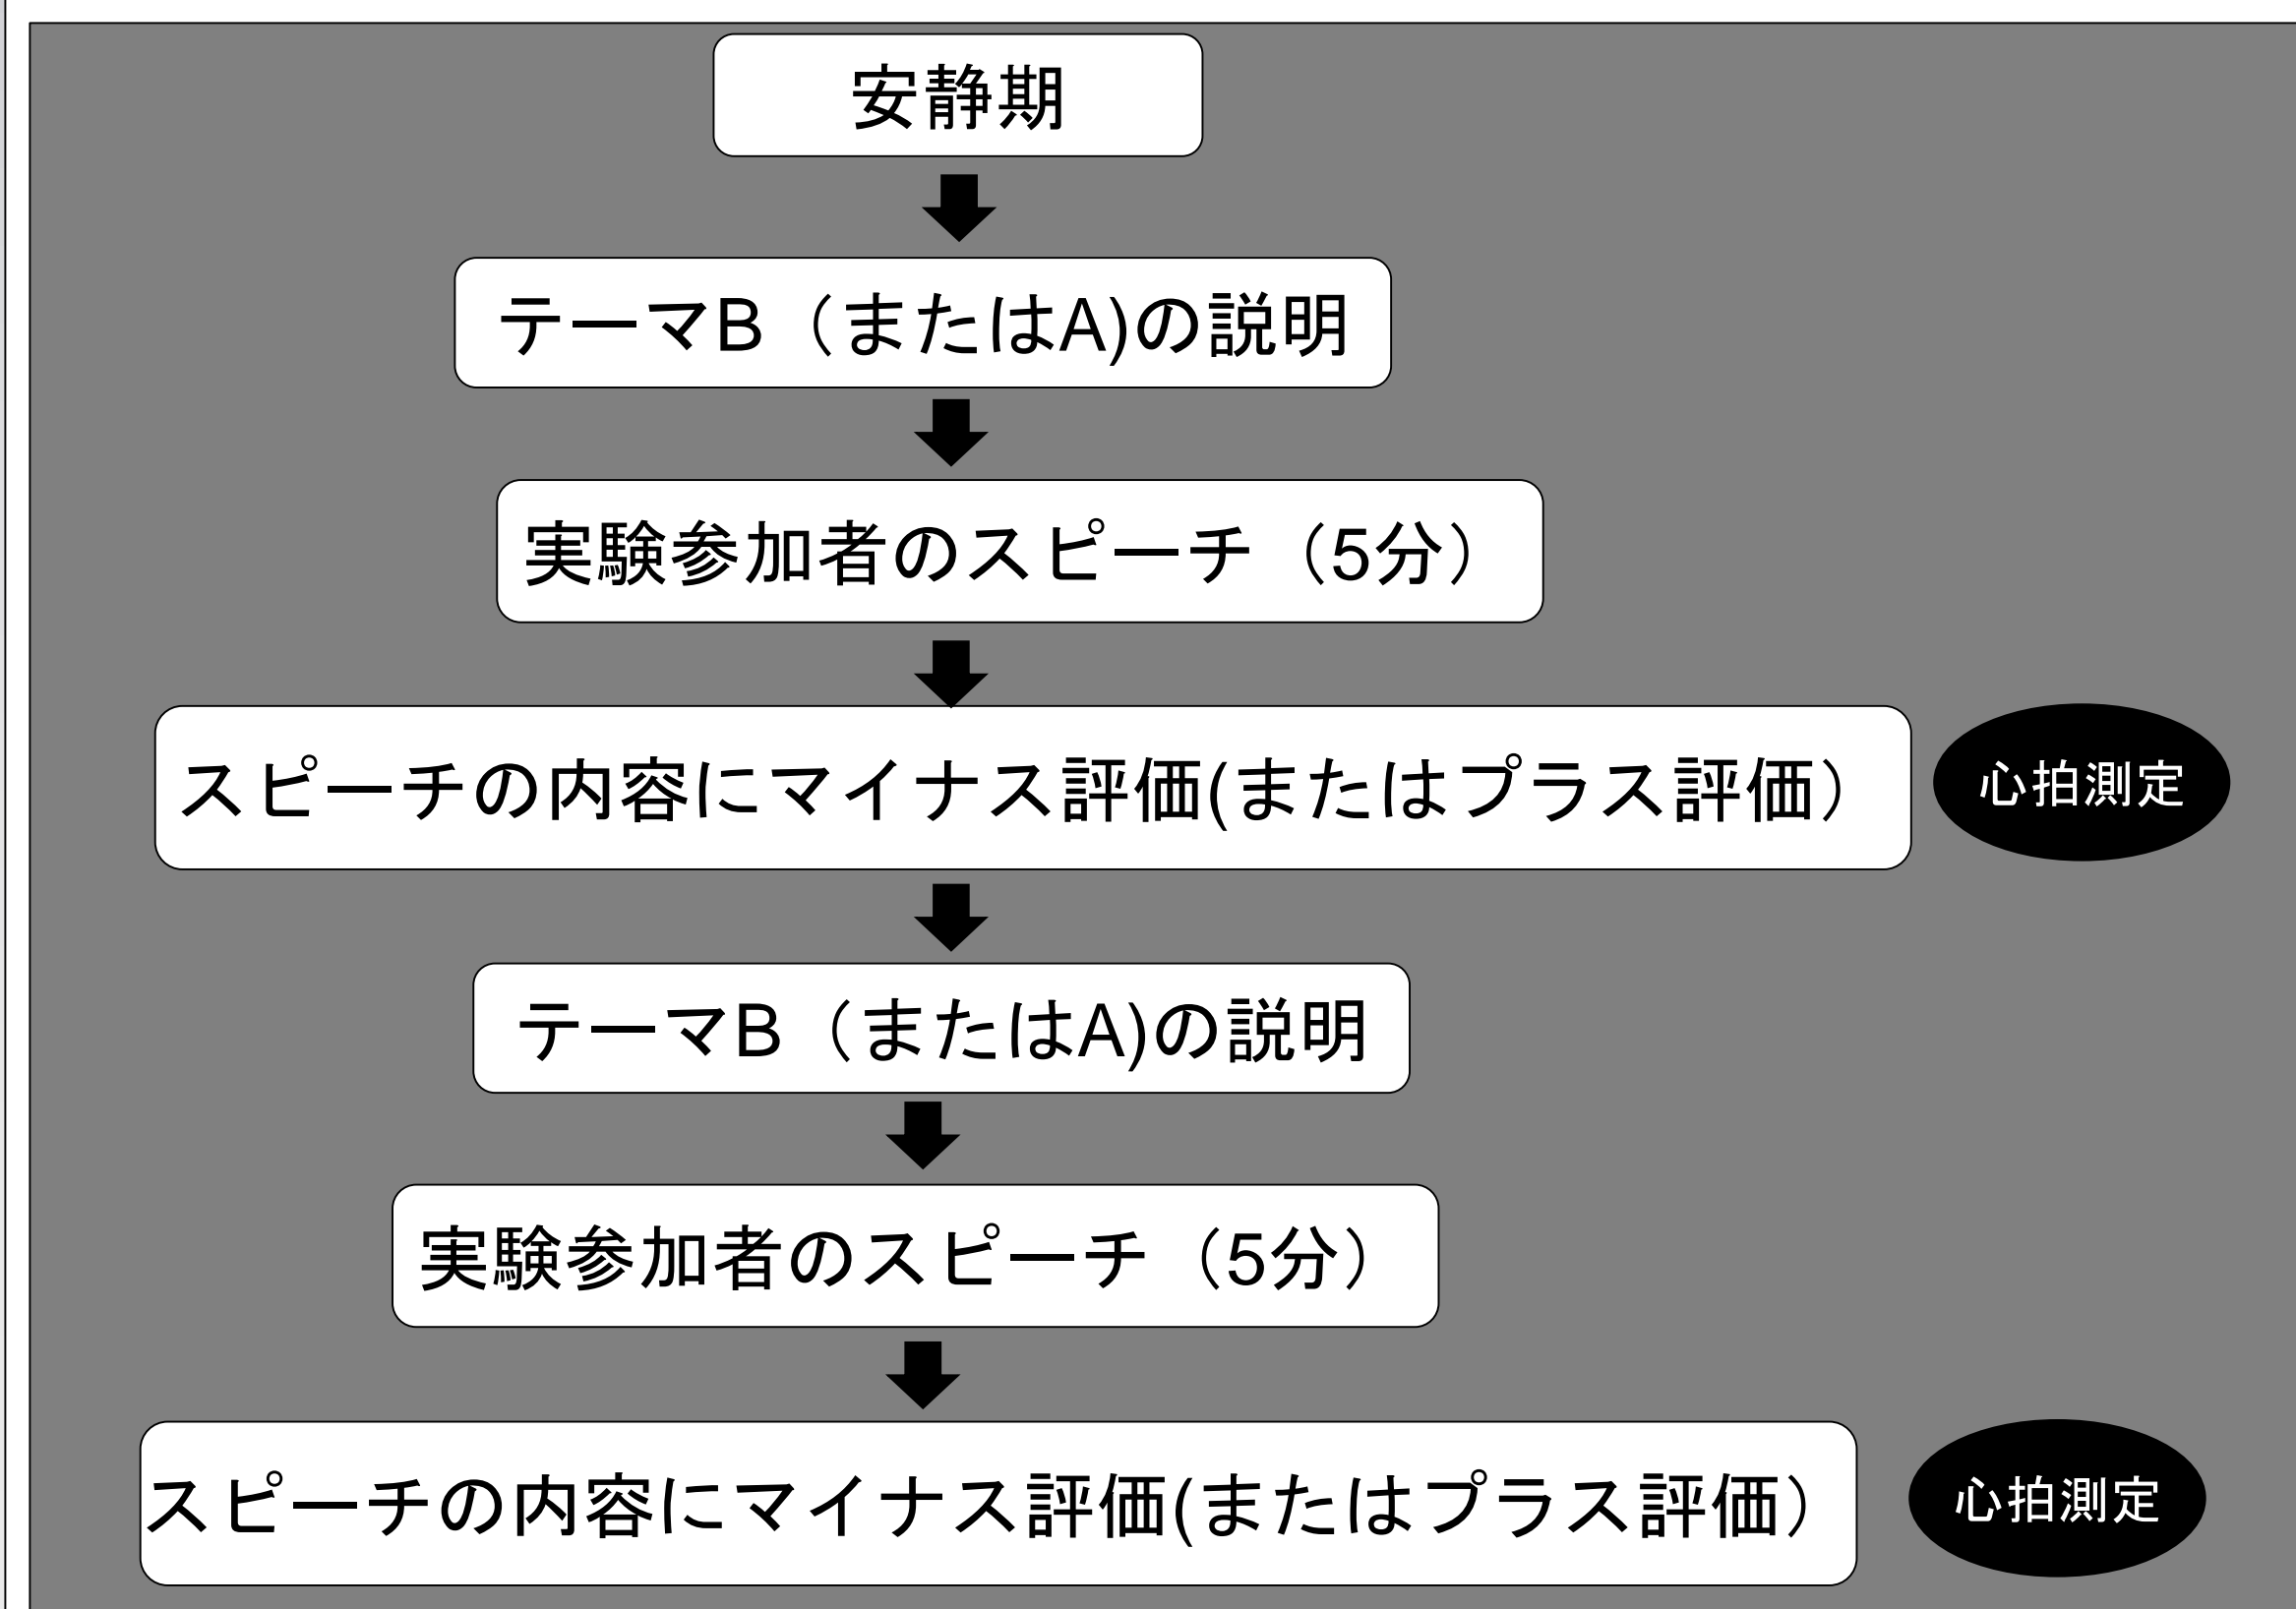 安静期
テーマB（またはA)の説明
実験参加者のスピーチ（5分）
スピーチの内容にマイナス評価(またはプラス評価）
心拍測定
テーマB（またはA)の説明
実験参加者のスピーチ（5分）
スピーチの内容にマイナス評価(またはプラス評価）
心拍測定